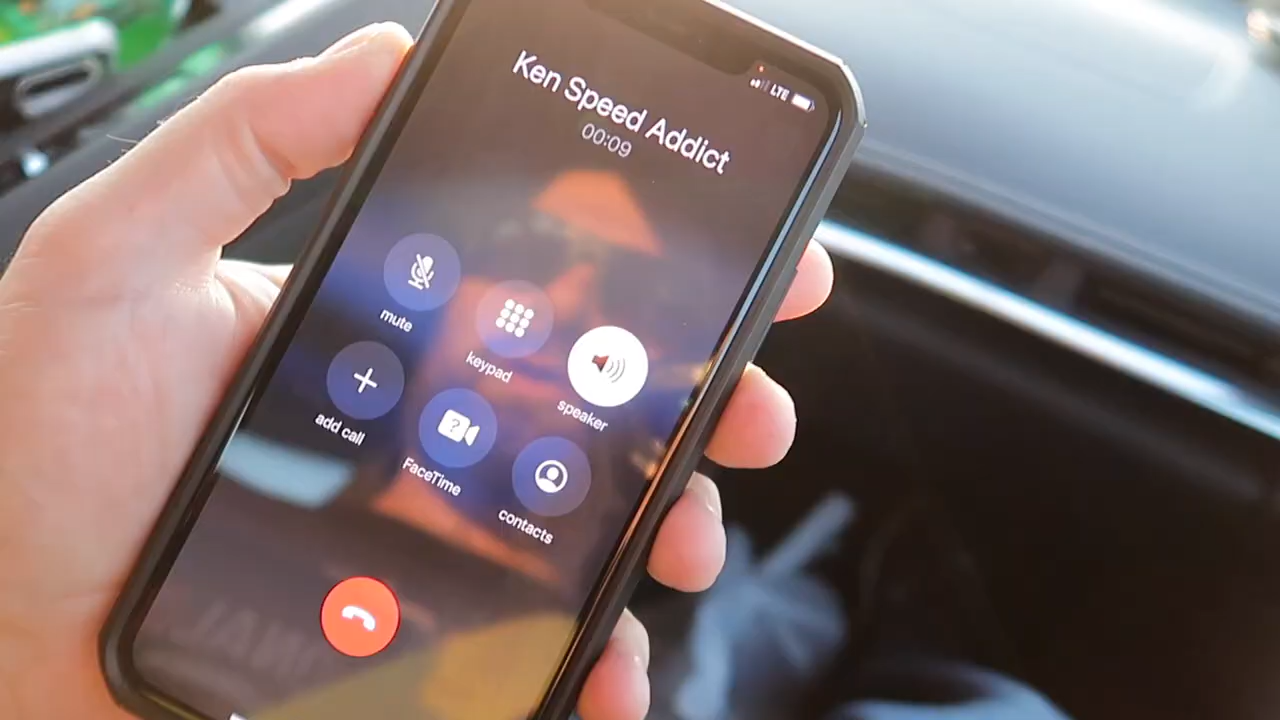 LTE
Ken Speed Addict
00:09
mute
keypad
speaker
add call
FaceTime
contacts